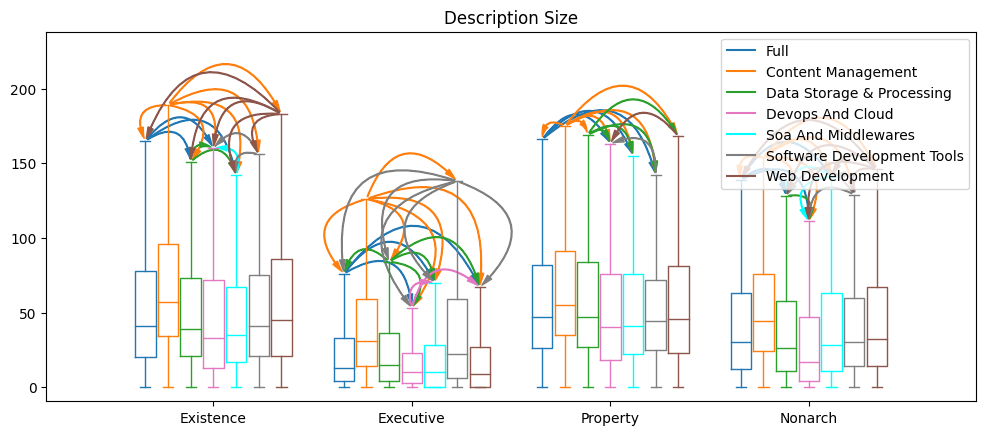 Description Size
200
150
100
50
0
Full
Content Management
Data Storage & Processing
Devops And Cloud
Soa And Middlewares
Software Development Tools
Web Development
Existence
Executive
Property
Nonarch